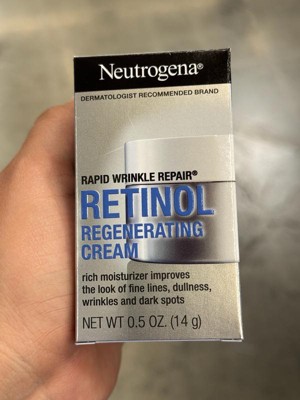 Neutrogena®
DERMATOLOGIST RECOMMENDED BRAND
RAPID WRINKLE REPAIR®
RETINOL
REGENERATING
CREAM
rich moisturizer improves
the look of fine lines, dullness,
wrinkles and dark spots
NET WT 0.5 OZ. (14 g)